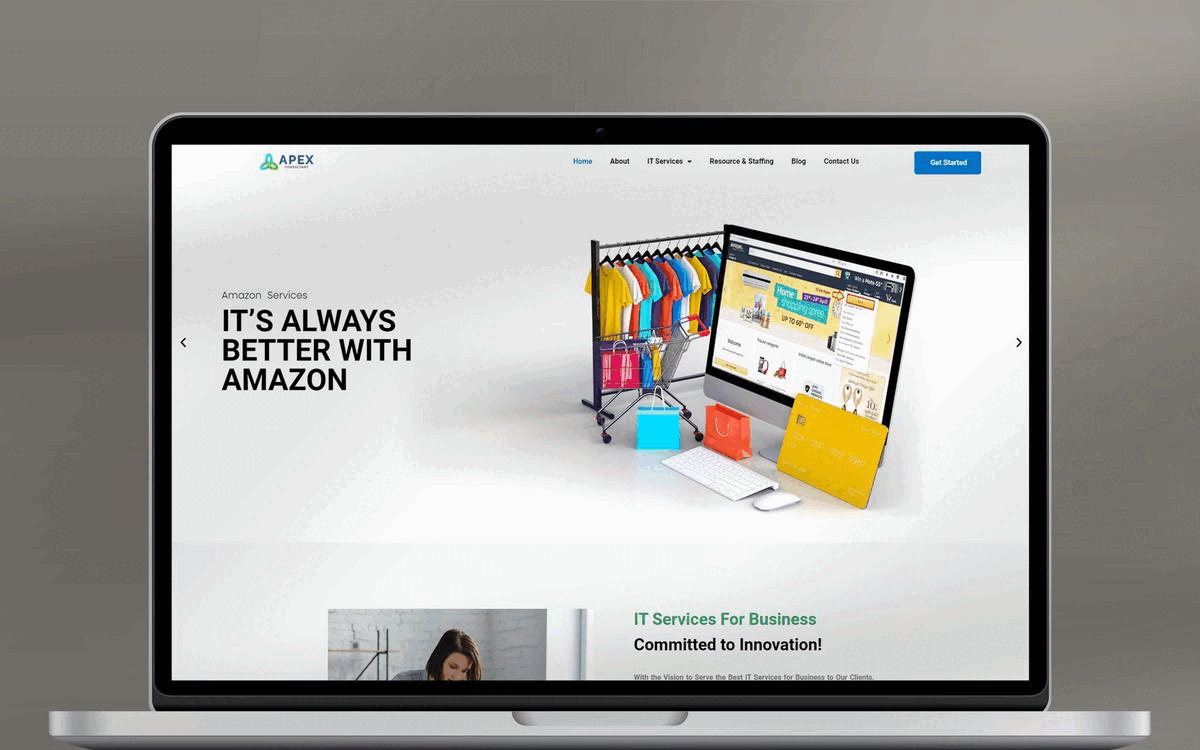 APEX
CONSULTANT
Home
About
IT Services
Resource & Staffing
Blog
Contact Us
Get Started
Amazon Services
IT’S ALWAYS
BETTER WITH
AMAZON
Home
shopping spree
UP TO 60% OFF
Welcome
IT Services For Business
Committed to Innovation!
With the Vision to Serve the Best IT Services for Business to Our Clients.